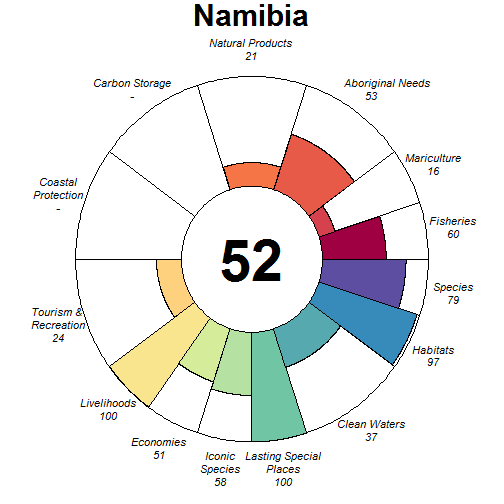 Namibia
Natural Products
21
Carbon Storage
-
Aboriginal Needs
53
Mariculture
16
Coastal
Protection
-
Fisheries
60
52
Species
79
Tourism &
Recreation
24
Habitats
97
Livelihoods
100
Clean Waters
37
Economies
51
Iconic
Species
58
Lasting Special
Places
100